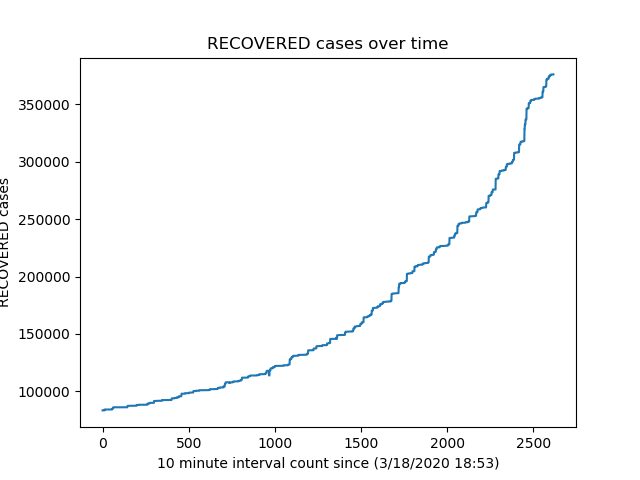 RECOVERED cases over time
350000
300000
250000
200000
150000
100000
RECOVERED cases
0 500 1000 1500 2000 2500
10 minute interval count since (3/18/2020 18:53)